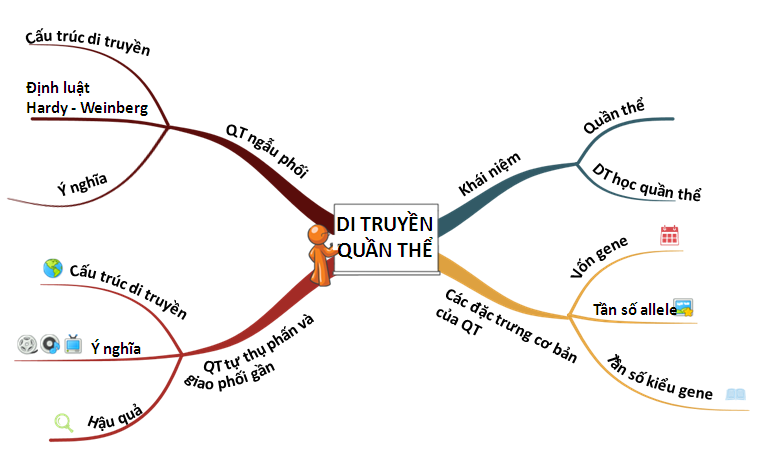 DI TRUYỀN
QUẦN THỂ
Khái niệm
Quần thể
DT học quần thể
Các đặc trưng cơ bản
của QT
Vốn gene
Tần số allele
Tần số kiểu gene
QT tự thụ phấn và
giao phối gần
Cấu trúc di truyền
Ý nghĩa
Hậu quả
QT ngẫu phối
Cấu trúc di truyền
Định luật
Hardy - Weinberg
Ý nghĩa